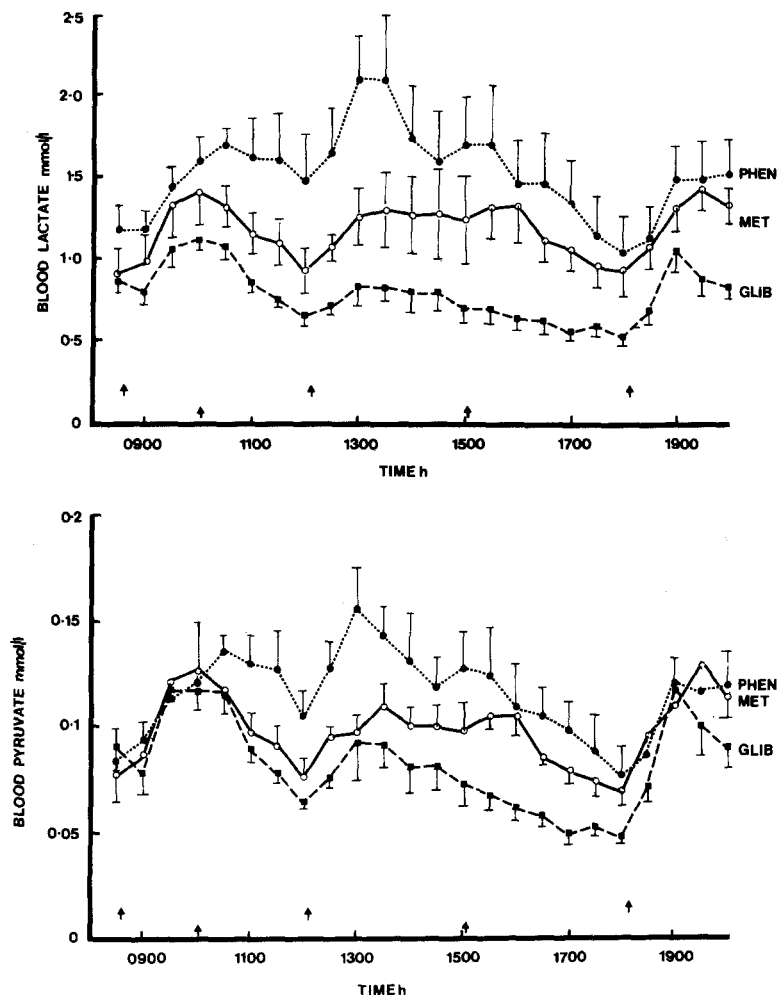 2·5
2·0
1·5
1·0
0·5
0
BLOOD LACTATE mmol/l
PHEN
MET
GLIB
0900 1100 1300 1500 1700 1900
TIME h
0·2
0·15
0·1
0·05
0
BLOOD PYRUVATE mmol/l
PHEN
MET
GLIB
0900 1100 1300 1500 1700 1900
TIME h